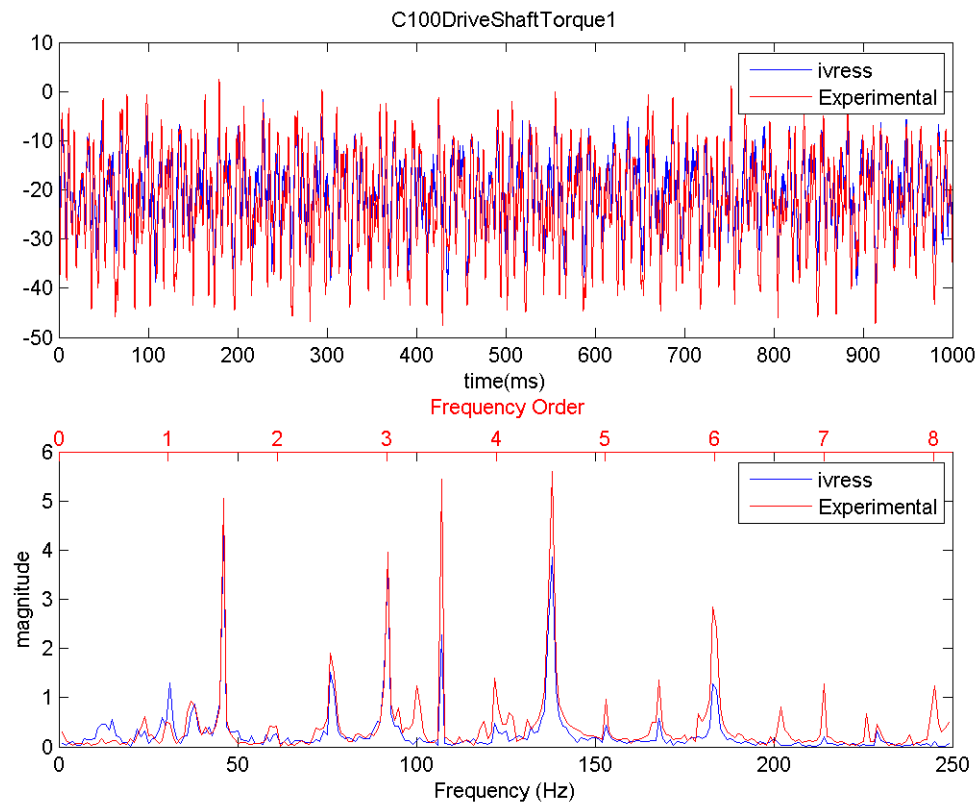 C100DriveShaftTorque1
10
0
-10
-20
-30
-40
-50
ivress
Experimental
0 100 200 300 400 500 600 700 800 900 1000
time(ms)
Frequency Order
0 1 2 3 4 5 6 7 8
6
5
4
3
2
1
0
magnitude
ivress
Experimental
0 50 100 150 200 250
Frequency (Hz)